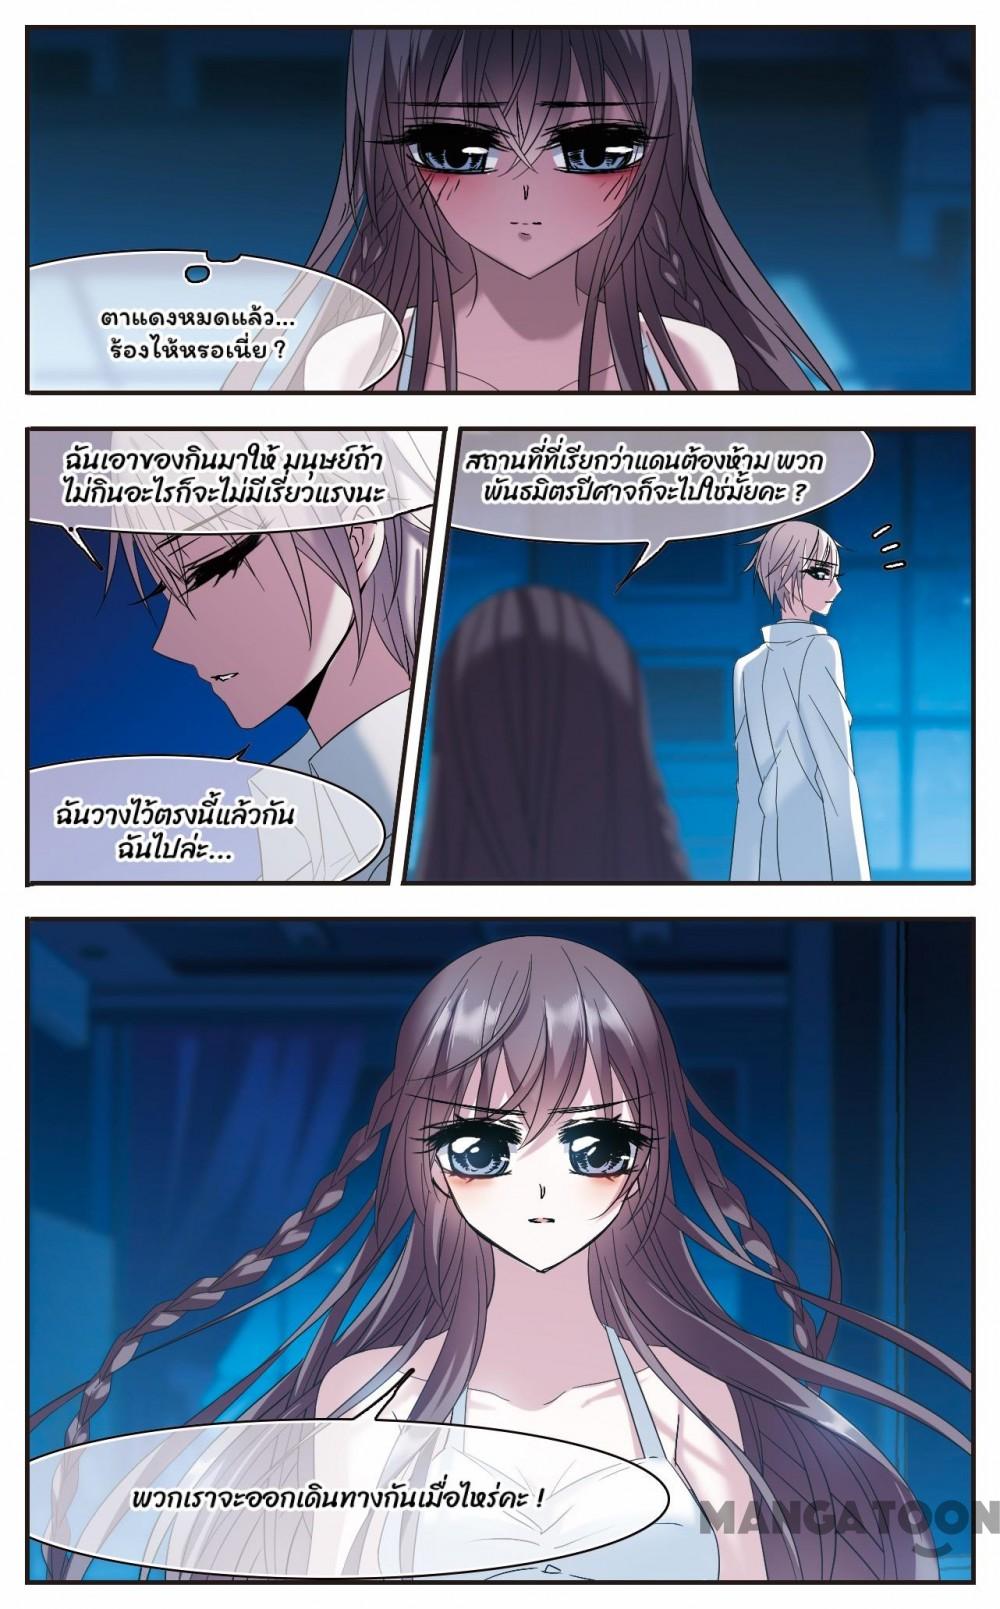 ตาแดงหมดแล้ว...
ร้องไห้หรอเนี่ย ?
ฉันเอาของกินมาให้ มนุษย์ถ้า
ไม่กินอะไรก็จะไม่มีเรี่ยวแรงนะ
ฉันวางไว้ตรงนี้แล้วกัน
ฉันไปล่ะ...
สถานที่ที่เรียกว่าแดนต้องห้าม พวก
พันธมิตรปีศาจก็จะไปใช่มั้ยคะ ?
พวกเราจะออกเดินทางกันเมื่อไหร่คะ !
MANGATOON